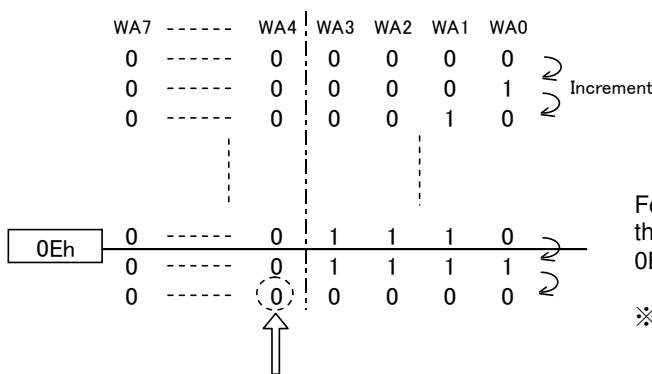 WA7 ------ WA4 WA3 WA2 WA1 WA0
0 ------ 0 0 0 0 0
0 ------ 0 0 0 0 1
Increment
0 ------ 0 0 0 1 0
0 ------ 0 1 1 1 0
0Eh
0 ------ 0 1 1 1 1
0 ------ 0 0 0 0 0
Fo
th
0E
※